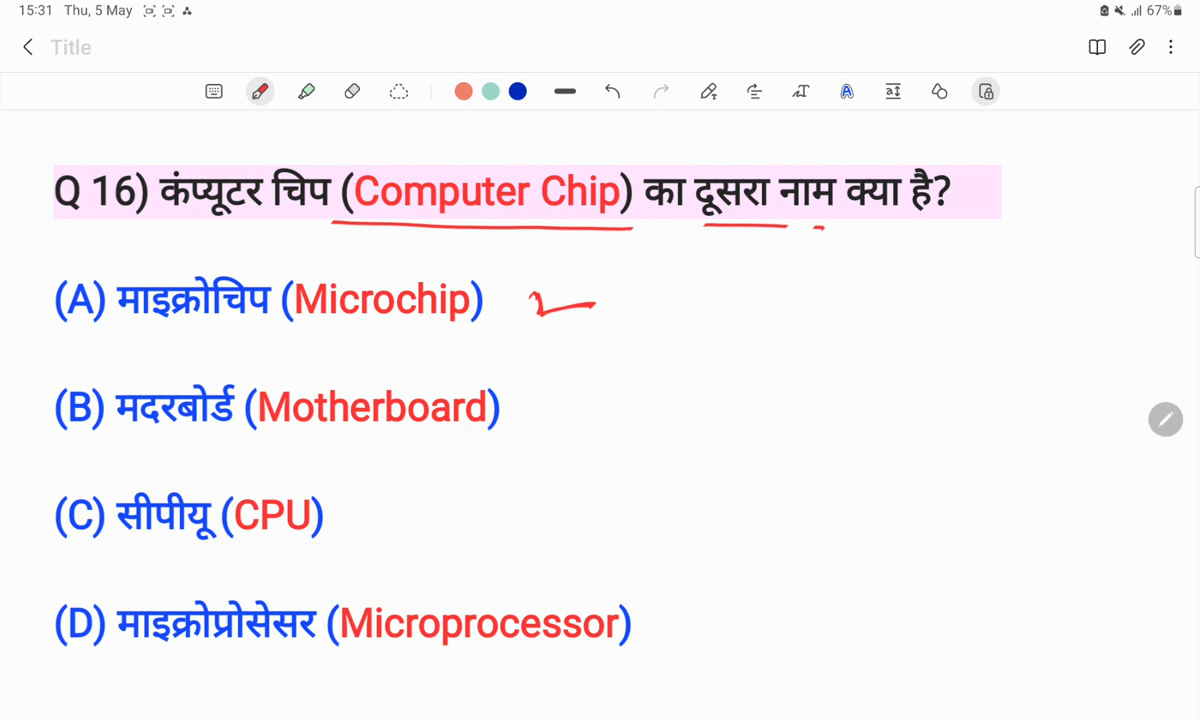 15:31 Thu, 5 May 67%
Title
Q 16) कंप्यूटर चिप (Computer Chip) का दूसरा नाम क्या है?
(A) माइक्रोचिप (Microchip)
(B) मदरबोर्ड (Motherboard)
(C) सीपीयू (CPU)
(D) माइक्रोप्रोसेसर (Microprocessor)